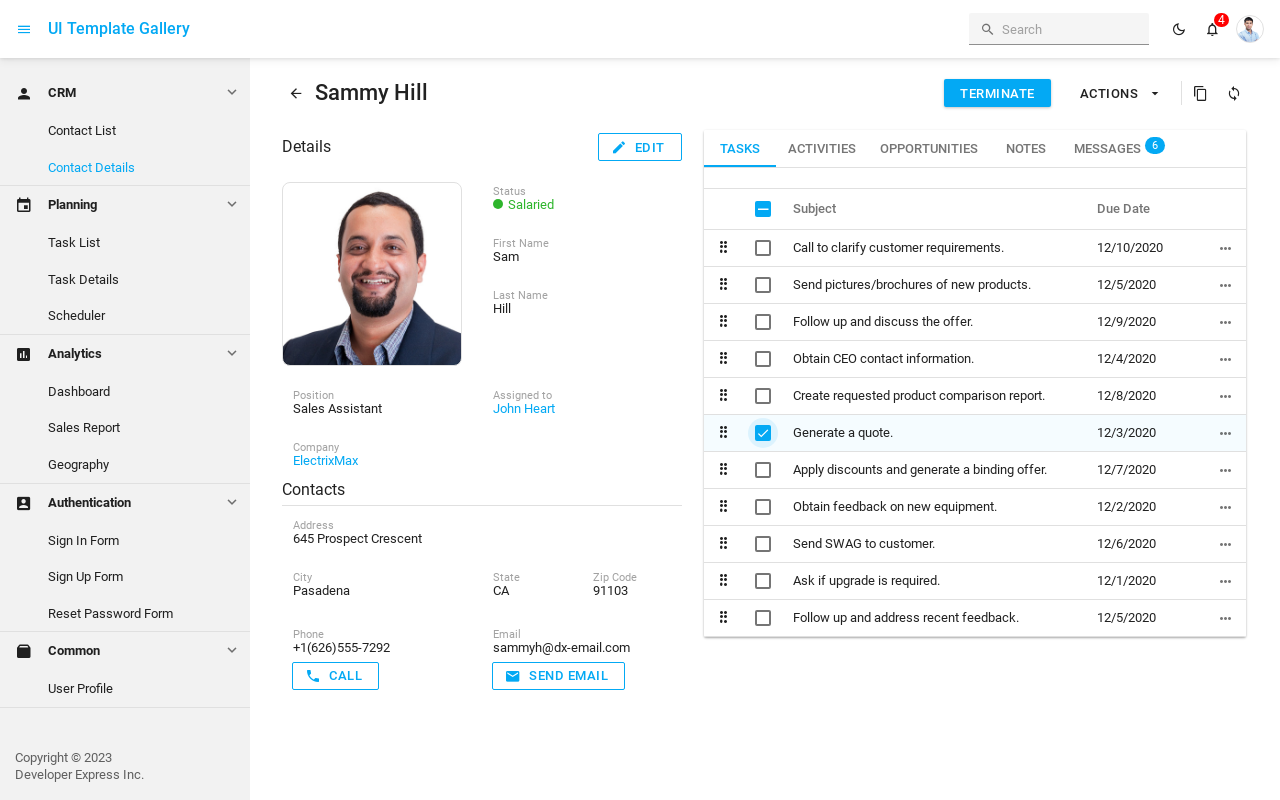 UI Template Gallery
Search
4
CRM
Contact List
Contact Details
Planning
Task List
Task Details
Scheduler
Analytics
Dashboard
Sales Report
Geography
Authentication
Sign In Form
Sign Up Form
Reset Password Form
Common
User Profile
Copyright © 2023
Developer Express Inc.
Sammy Hill
TERMINATE
ACTIONS
Details
EDIT
Status
Salaried
First Name
Sam
Last Name
Hill
Position
Sales Assistant
Assigned to
John Heart
Company
ElectrixMax
Contacts
Address
645 Prospect Crescent
City
Pasadena
State
CA
Zip Code
91103
Phone
+1(626)555-7292
CALL
Email
sammyh@dx-email.com
SEND EMAIL
TASKS ACTIVITIES OPPORTUNITIES NOTES MESSAGES 6
Subject Due Date
Call to clarify customer requirements. 12/10/2020
Send pictures/brochures of new products. 12/5/2020
Follow up and discuss the offer. 12/9/2020
Obtain CEO contact information. 12/4/2020
Create requested product comparison report. 12/8/2020
Generate a quote. 12/3/2020
Apply discounts and generate a binding offer. 12/7/2020
Obtain feedback on new equipment. 12/2/2020
Send SWAG to customer. 12/6/2020
Ask if upgrade is required. 12/1/2020
Follow up and address recent feedback. 12/5/2020